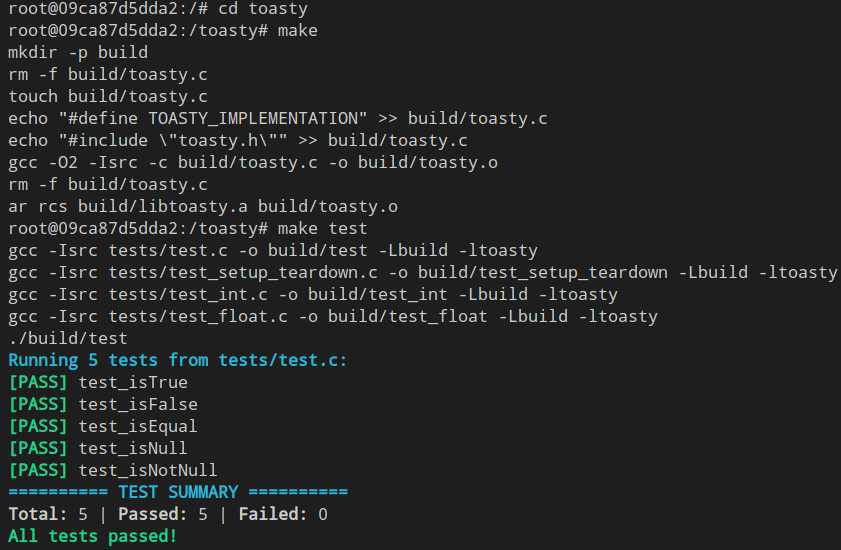 root@09ca87d5dda2:/# cd toasty
root@09ca87d5dda2:/toasty# make
mkdir -p build
rm -f build/toasty.c
touch build/toasty.c
echo "#define TOASTY_IMPLEMENTATION" >> build/toasty.c
echo "#include \"toasty.h\"" >> build/toasty.c
gcc -O2 -Isrc -c build/toasty.c -o build/toasty.o
rm -f build/toasty.c
ar rcs build/libtoasty.a build/toasty.o
root@09ca87d5dda2:/toasty# make test
gcc -Isrc tests/test.c -o build/test -Lbuild -ltoasty
gcc -Isrc tests/test_setup_teardown.c -o build/test_setup_teardown -Lbuild -ltoasty
gcc -Isrc tests/test_int.c -o build/test_int -Lbuild -ltoasty
gcc -Isrc tests/test_float.c -o build/test_float -Lbuild -ltoasty
./build/test
Running 5 tests from tests/test.c:
[PASS] test_isTrue
[PASS] test_isFalse
[PASS] test_isEqual
[PASS] test_isNull
[PASS] test_isNotNull
========== TEST SUMMARY ==========
Total: 5 | Passed: 5 | Failed: 0
All tests passed!